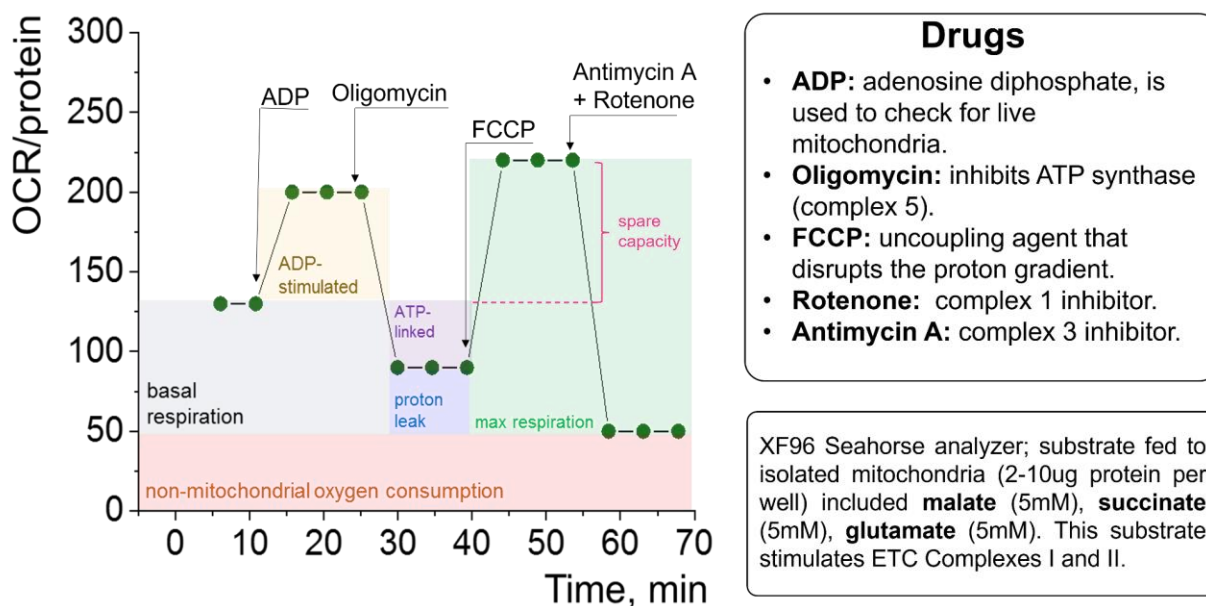 300
250
200
150
100
50
0
OCR/protein
ADP
Oligomycin
FCCP
Antimycin A
+ Rotenone
ADP-
stimulated
spare
capacity
ATP-
linked
basal
respiration
proton
leak
max respiration
non-mitochondrial oxygen consumption
0 10 20 30 40 50 60 70
Time, min
Drugs
• ADP: adenosine diphosphate, is
used to check for live
mitochondria.
• Oligomycin: inhibits ATP synthase
(complex 5).
• FCCP: uncoupling agent that
disrupts the proton gradient.
• Rotenone: complex 1 inhibitor.
• Antimycin A: complex 3 inhibitor.
XF96 Seahorse analyzer; substrate fed to
isolated mitochondria (2-10ug protein per
well) included malate (5mM), succinate
(5mM), glutamate (5mM). This substrate
stimulates ETC Complexes I and II.